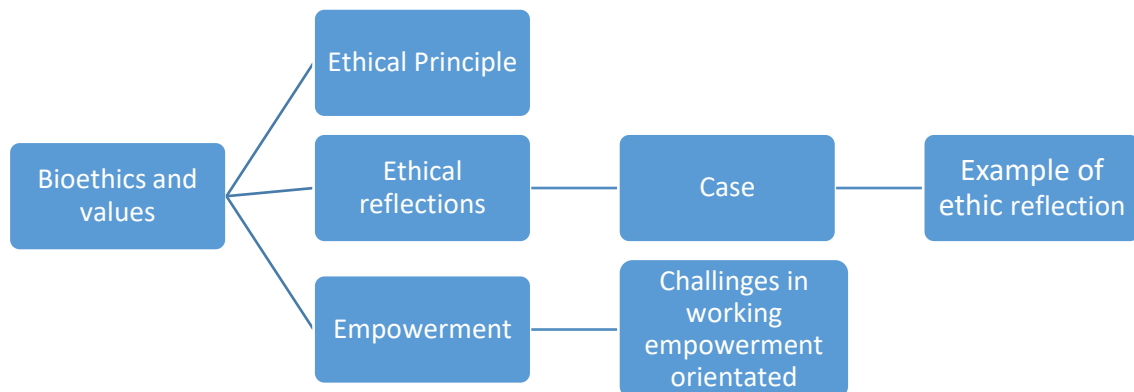 Ethical Principle
Bioethics and
values
Ethical
reflections
Case
Example of
ethic reflection
Empowerment
Challinges in
working
empowerment
orientated